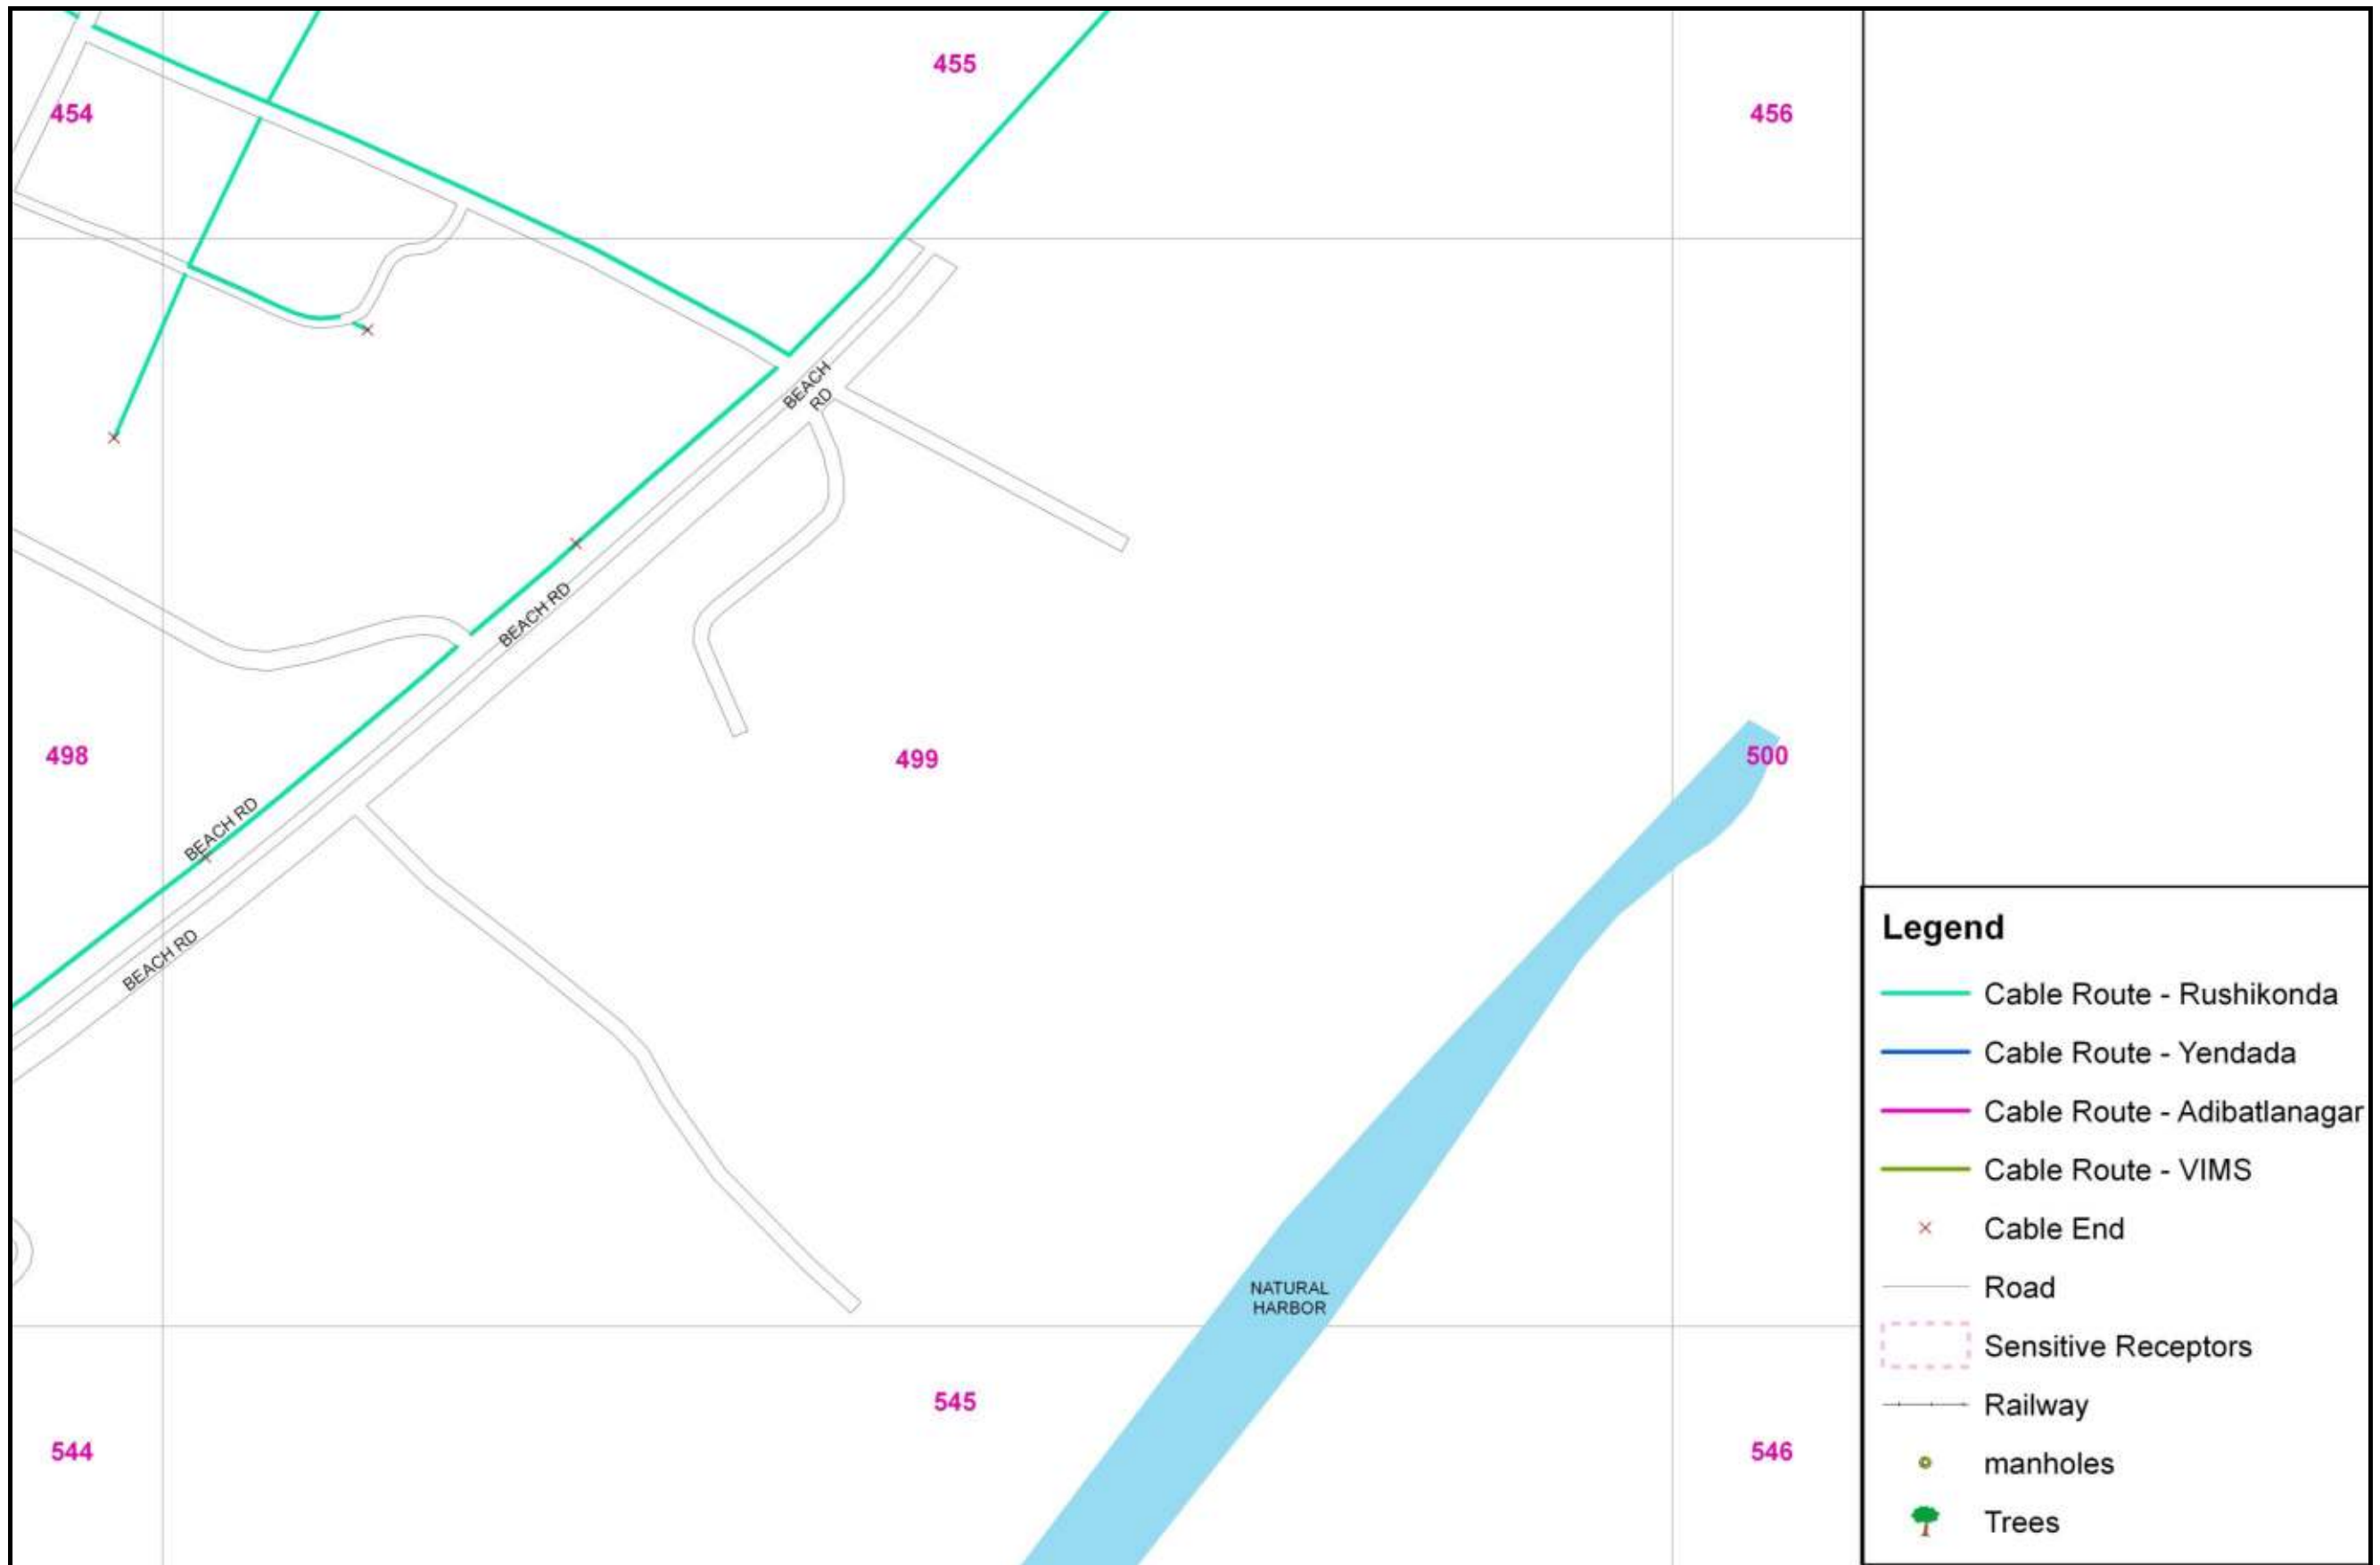 455
454
456
BEACH
RD
BEACH RD
498
499
500
BEACH RD
BEACH RD
NATURAL
HARBOR
545
544
546
Legend
Cable Route - Rushikonda
Cable Route - Yendada
Cable Route - Adibatlanagar
Cable Route - VIMS
Cable End
Road
Sensitive Receptors
Railway
manholes
Trees